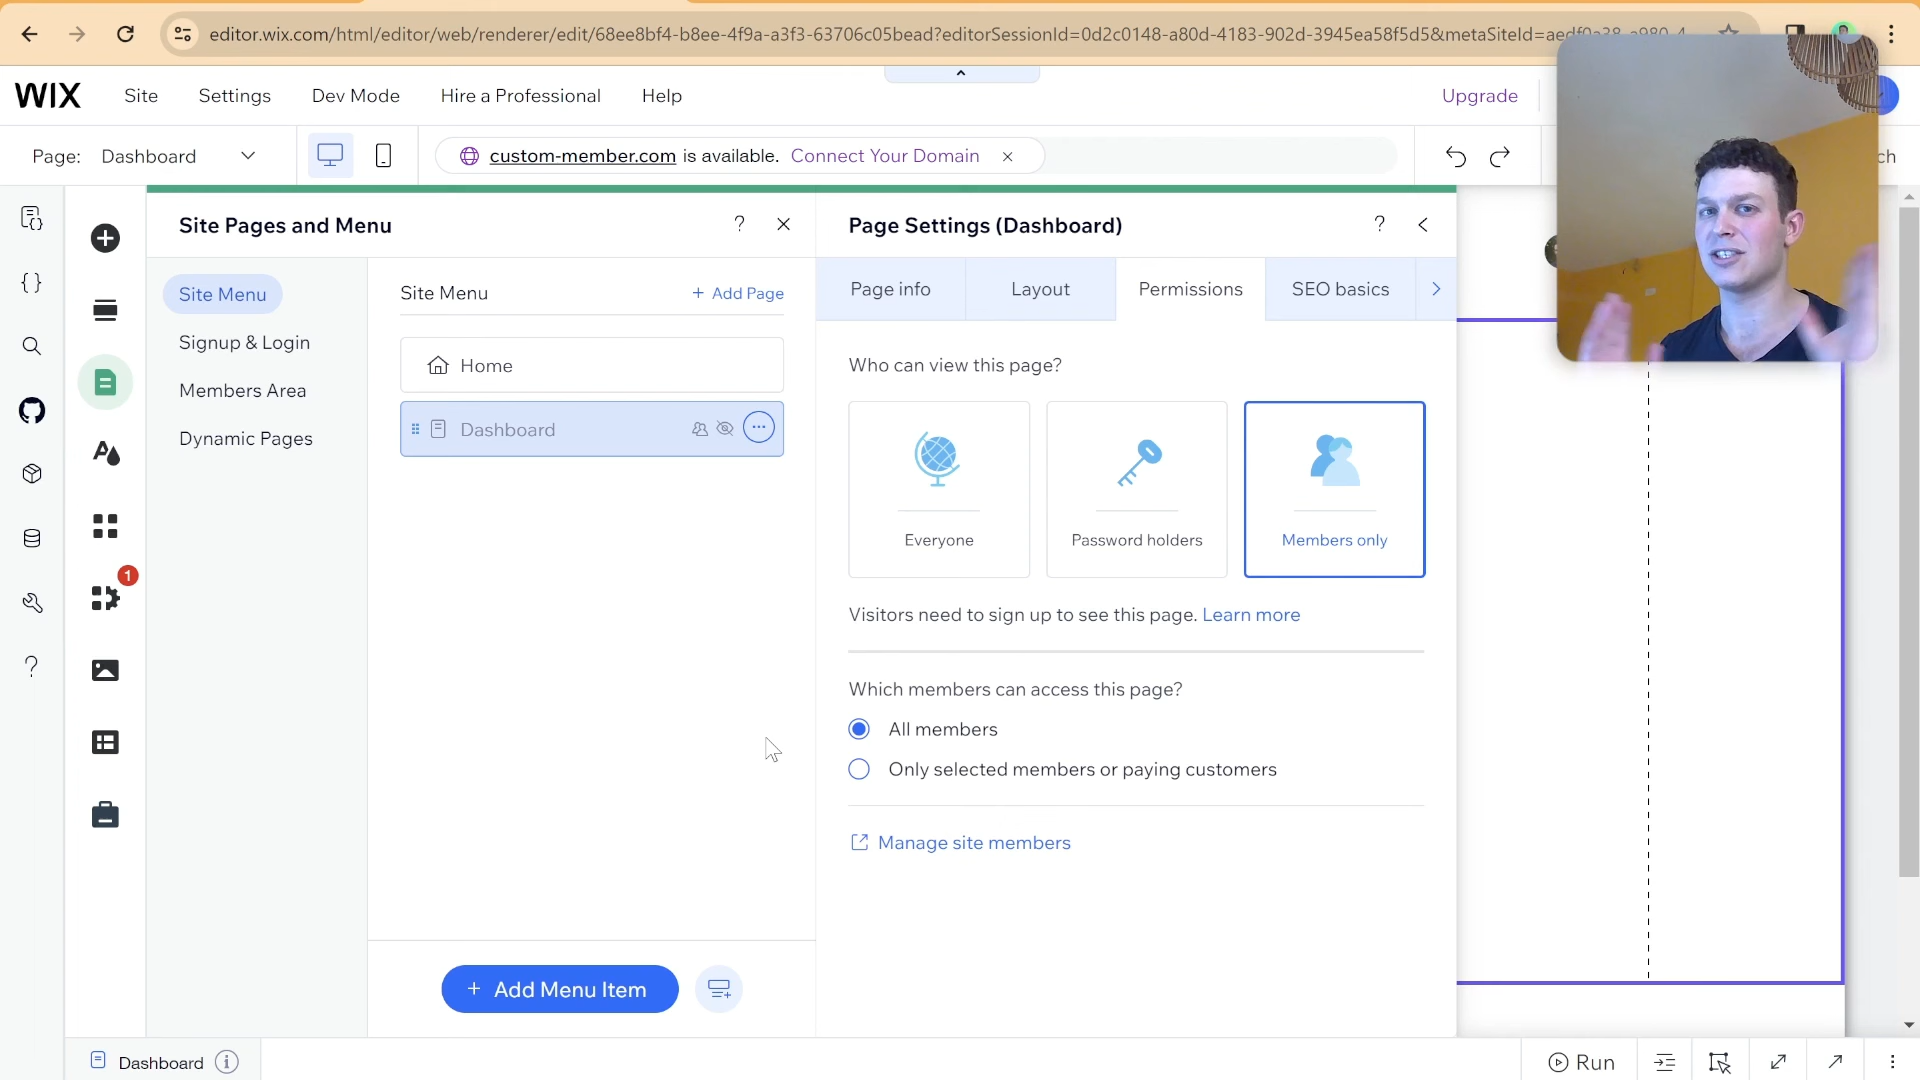 editor.wix.com/html/editor/web/renderer/edit/68ee8bf4-b8ee-4f9a-a3f3-63706c05bead?editorSessionId=0d2c0148-a80d-4183-902d-3945ea58f5d5&metaSiteId=aedf0a38-a980-4
WIX Site Settings Dev Mode Hire a Professional Help Upgrade
Page: Dashboard custom-member.com is available. Connect Your Domain ch
Site Pages and Menu ?
Page Settings (Dashboard) ?
Page info Layout Permissions SEO basics
Site Menu
Signup & Login
Members Area
Dynamic Pages
Site Menu + Add Page
Home
Dashboard
Who can view this page?
Everyone
Password holders
Members only
Visitors need to sign up to see this page. Learn more
Which members can access this page?
All members
Only selected members or paying customers
Manage site members
1
+ Add Menu Item
Dashboard
Run